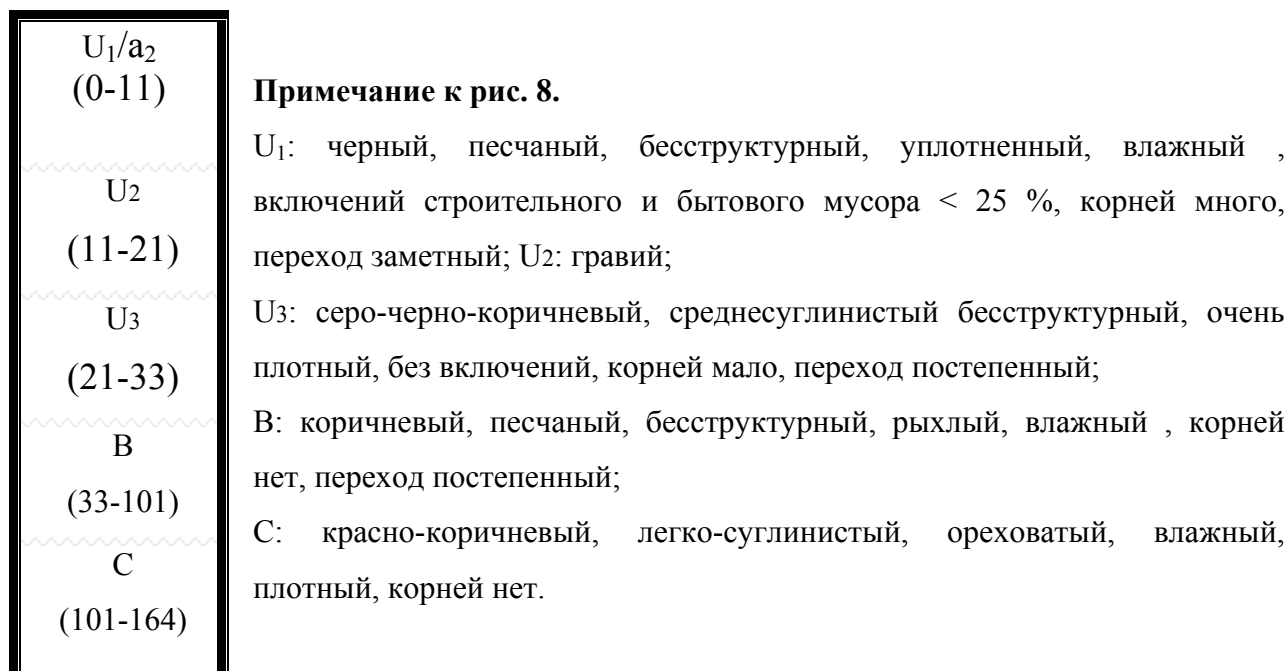 U₁/a₂
(0-11)
U2
(11-21)
U3
(21-33)
B
(33-101)
C
(101-164)
Примечание к рис. 8.
U₁: черный, песчаный, бесструктурный, уплотненный, влажный ,
включений строительного и бытового мусора < 25 %, корней много,
переход заметный; U2: гравий;
U3: серо-черно-коричневый, среднесуглинистый бесструктурный, очень
плотный, без включений, корней мало, переход постепенный;
B: коричневый, песчаный, бесструктурный, рыхлый, влажный , корней
нет, переход постепенный;
C: красно-коричневый, легко-суглинистый, ореховатый, влажный,
плотный, корней нет.